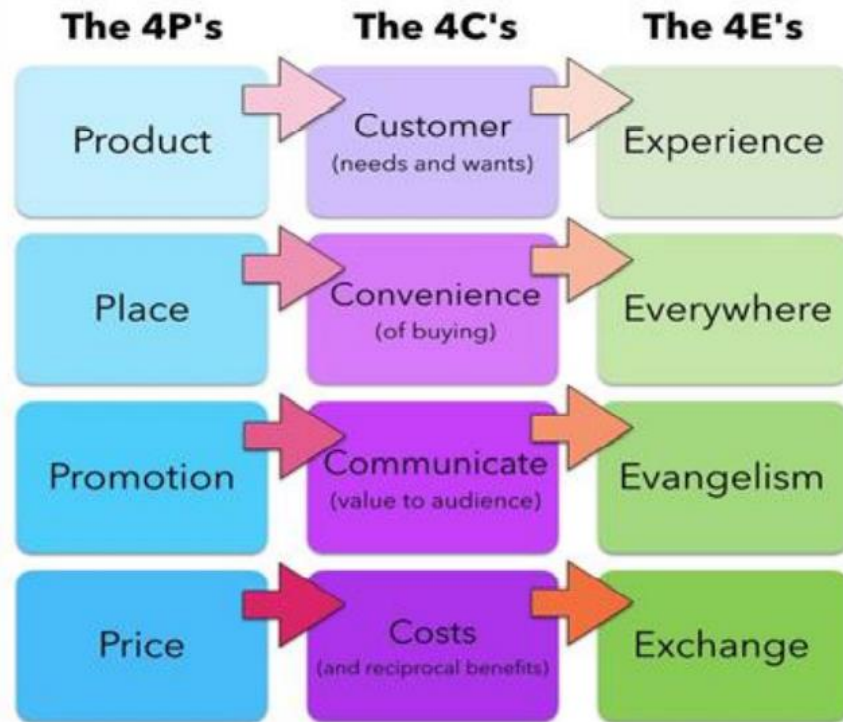 The 4P's The 4C's The 4E's
Product
Customer
(needs and wants)
Experience
Place
Convenience
(of buying)
Everywhere
Promotion
Communicate
(value to audience)
Evangelism
Price
Costs
(and reciprocal benefits)
Exchange